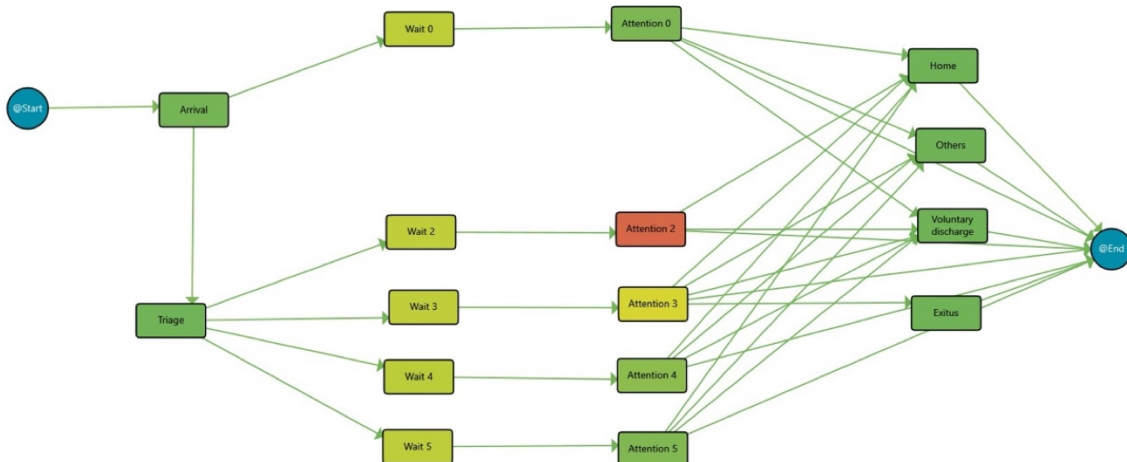 Wait 0
Attention 0
Home
@Start
Arrival
Others
Wait 2
Attention 2
Voluntary
discharge
@End
Wait 3
Attention 3
Triage
Exitus
Wait 4
Attention 4
Wait 5
Attention 5